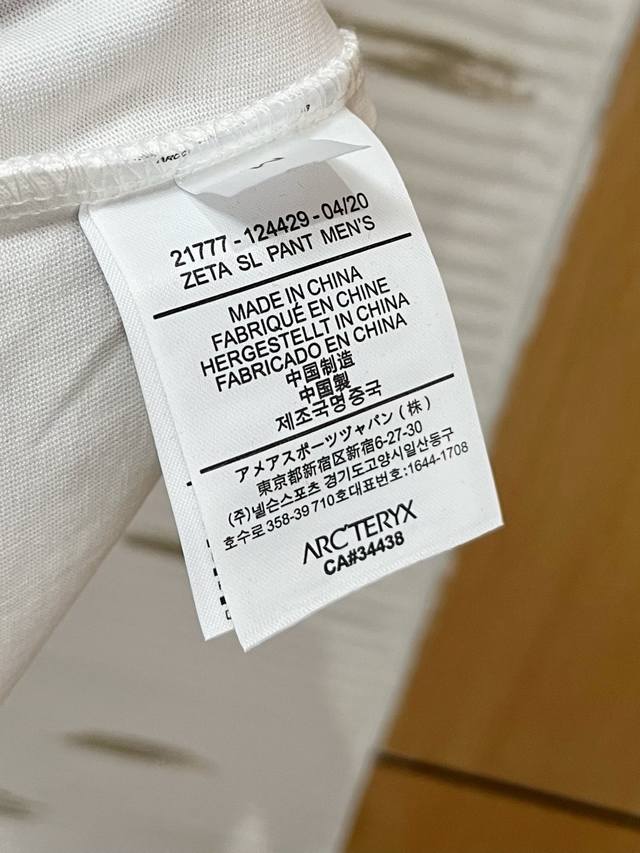 21777-124429-04/20
ZETA SL PANT MEN'S
MADE IN CHINA
FABRIQUÉ EN CHINE
HERGESTELLT IN CHINA
FABRICADO EN CHINA
中国制造
中国製
제조국명 중국
アメアスポーツヅャパン(株)
東京都新宿区新宿6-27-30
(주)넬슨스포츠 경기도고양시일산동구
호수로358-39 710호대표번호:1644-1708
ARC'TERYX
CA#34438